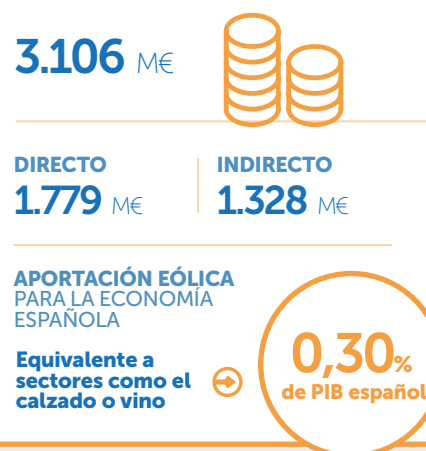 3.106 M€
DIRECTO
1.779 M€
INDIRECTO
1.328 M€
APORTACIÓN EÓLICA
PARA LA ECONOMÍA
ESPAÑOLA
Equivalente a
sectores como el
calzado o vino
0,30%
de PIB español